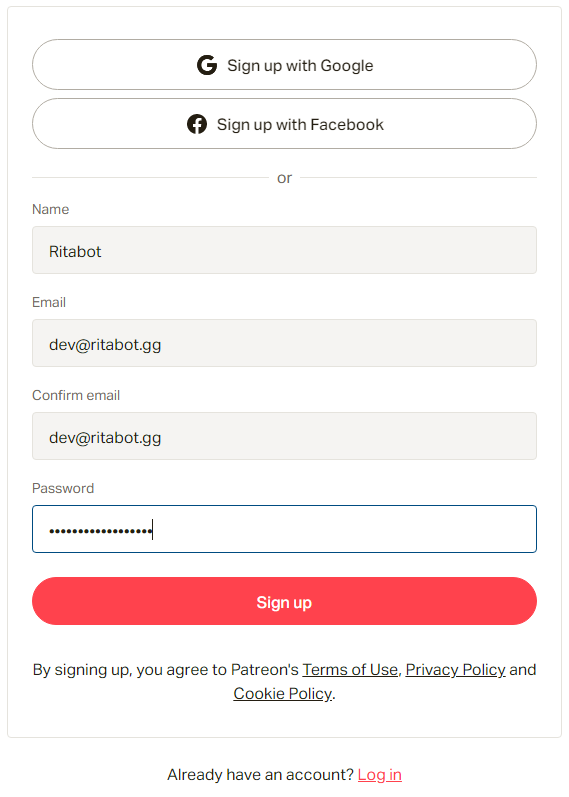 Sign up with Google
Sign up with Facebook
or
Name
Ritabot
Email
dev@ritabot.gg
Confirm email
dev@ritabot.gg
Password
••••••••••••••••••
Sign up
By signing up, you agree to Patreon's Terms of Use, Privacy Policy and
Cookie Policy.
Already have an account? Log in